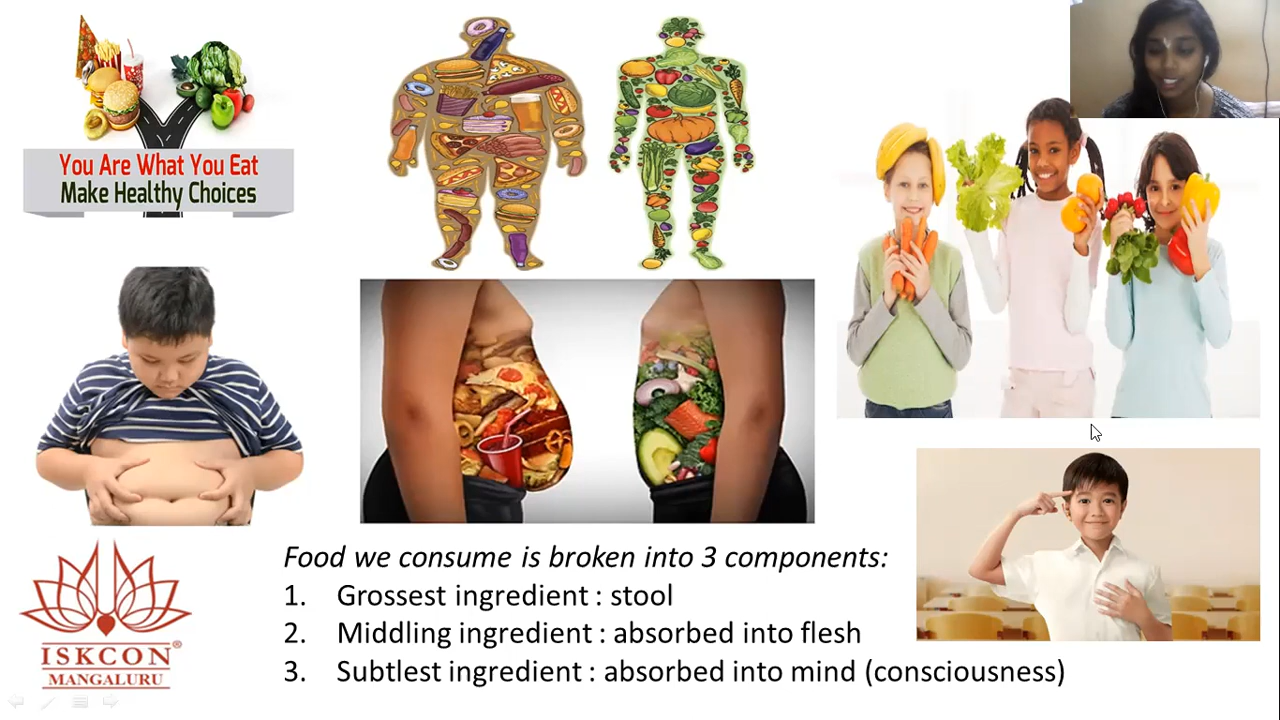 You Are What You Eat
Make Healthy Choices
Food we consume is broken into 3 components:
1. Grossest ingredient : stool
2. Middling ingredient : absorbed into flesh
3. Subtlest ingredient : absorbed into mind (consciousness)
ISKCON®
MANGALURU